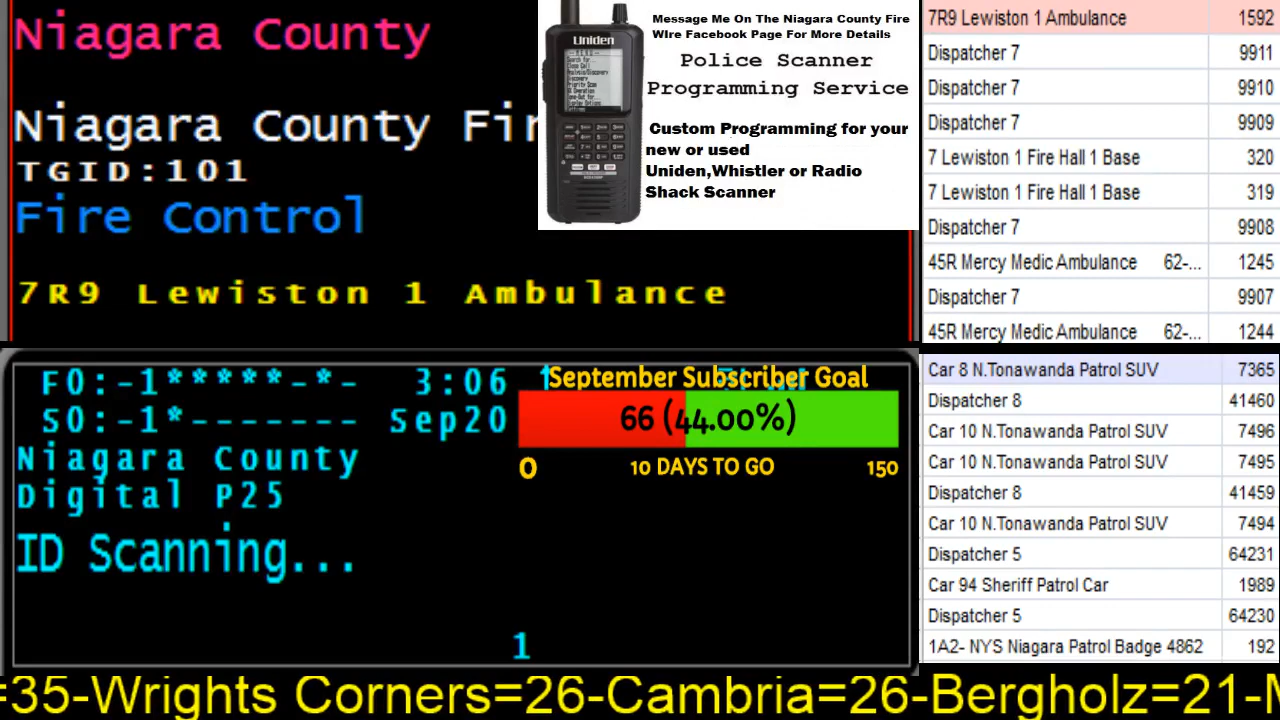 Niagara County
Niagara County Fir
TGID:101
Fire Control
7R9 Lewiston 1 Ambulance
Uniden
Message Me On The Niagara County Fire
WIre Facebook Page For More Details
Police Scanner
Programming Service
Custom Programming for your
new or used
Uniden,Whistler or Radio
Shack Scanner
7R9 Lewiston 1 Ambulance 1592
Dispatcher 7 9911
Dispatcher 7 9910
Dispatcher 7 9909
7 Lewiston 1 Fire Hall 1 Base 320
7 Lewiston 1 Fire Hall 1 Base 319
Dispatcher 7 9908
45R Mercy Medic Ambulance 62-... 1245
Dispatcher 7 9907
45R Mercy Medic Ambulance 62-... 1244
F0:-1*****-*- 3:06
S0:-1*------- Sep20
Niagara County
Digital P25
ID Scanning...
1
September Subscriber Goal
66 (44.00%)
0 10 DAYS TO GO 150
Car 8 N.Tonawanda Patrol SUV 7365
Dispatcher 8 41460
Car 10 N.Tonawanda Patrol SUV 7496
Car 10 N.Tonawanda Patrol SUV 7495
Dispatcher 8 41459
Car 10 N.Tonawanda Patrol SUV 7494
Dispatcher 5 64231
Car 94 Sheriff Patrol Car 1989
Dispatcher 5 64230
1A2- NYS Niagara Patrol Badge 4862 192
=35-Wrights Corners=26-Cambria=26-Bergholz=21-M